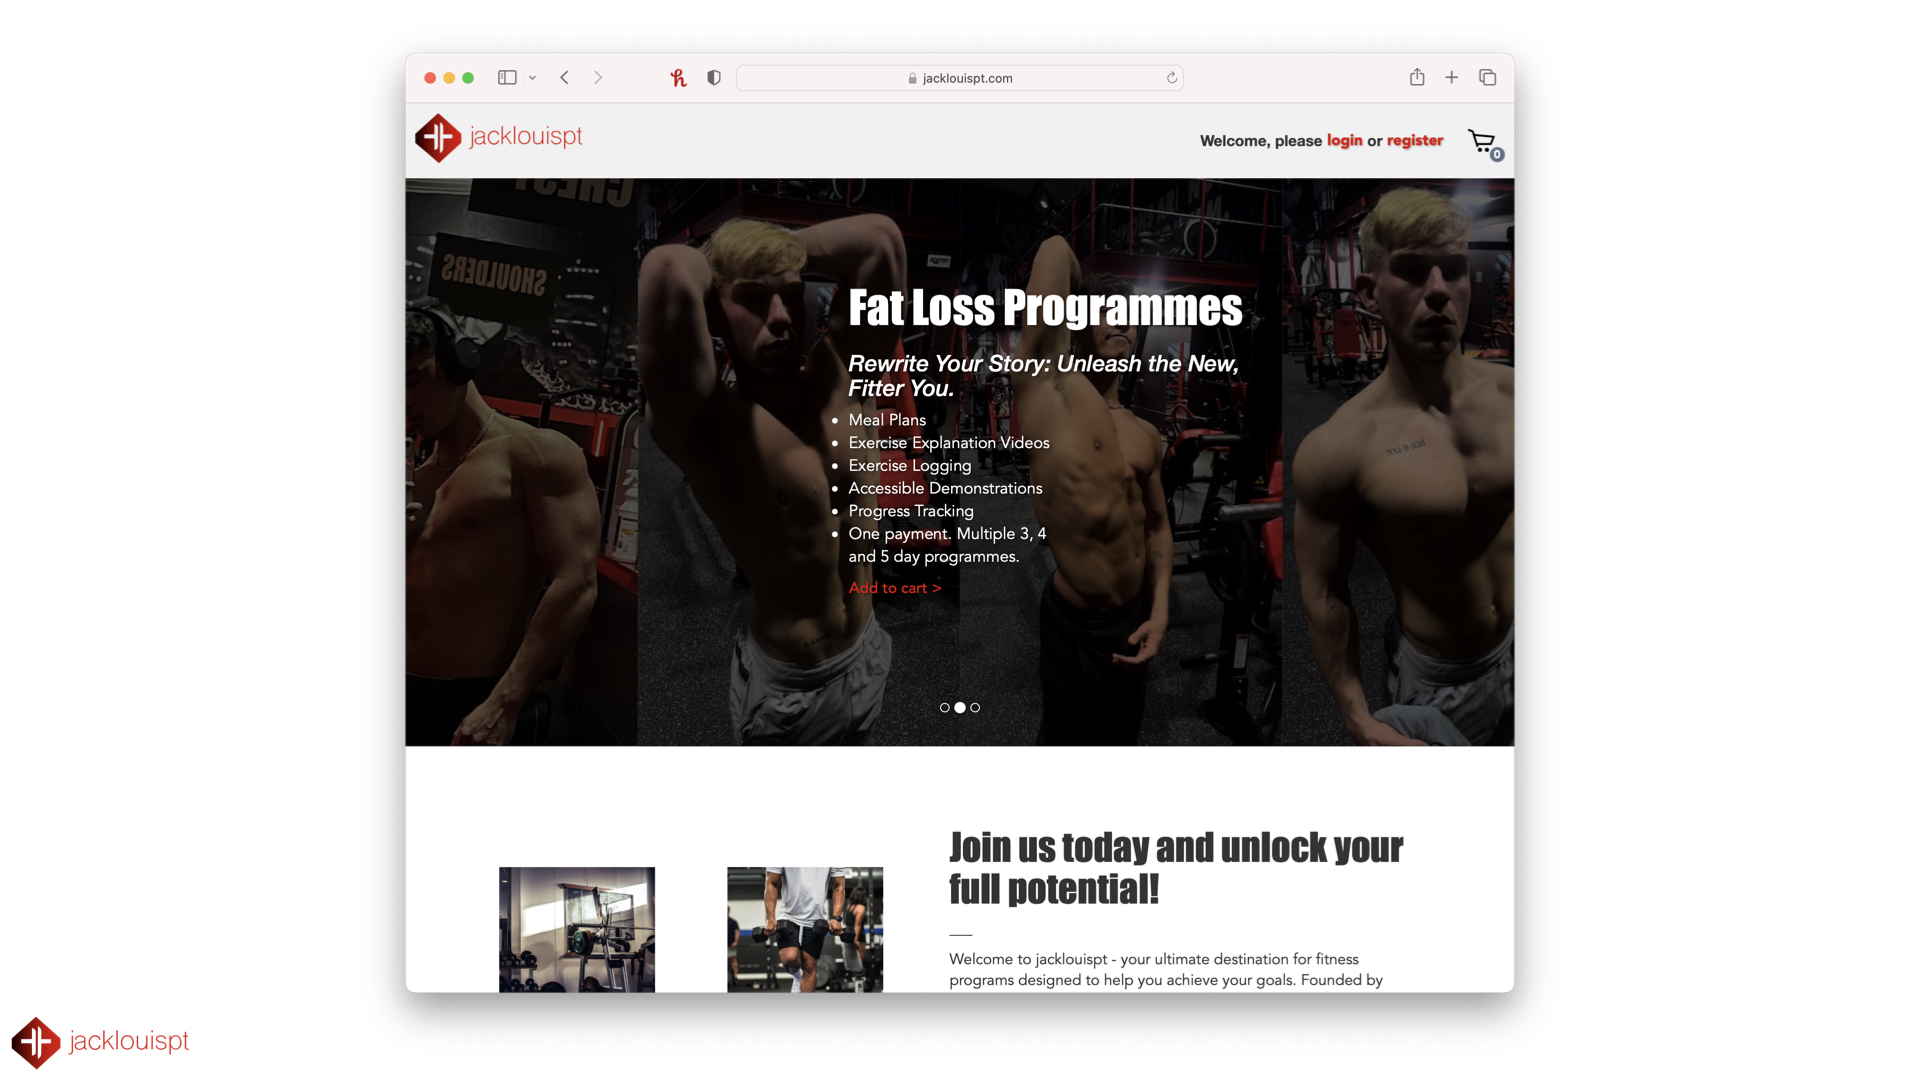 jacklouispt.com
jacklouispt
Welcome, please login or register
0
SHOULDERS
Fat Loss Programmes
Rewrite Your Story: Unleash the New,
Fitter You.
Meal Plans
Exercise Explanation Videos
Exercise Logging
Accessible Demonstrations
Progress Tracking
One payment. Multiple 3, 4
and 5 day programmes.
Add to cart >
Join us today and unlock your
full potential!
Welcome to jacklouispt - your ultimate destination for fitness
programs designed to help you achieve your goals. Founded by
jacklouispt